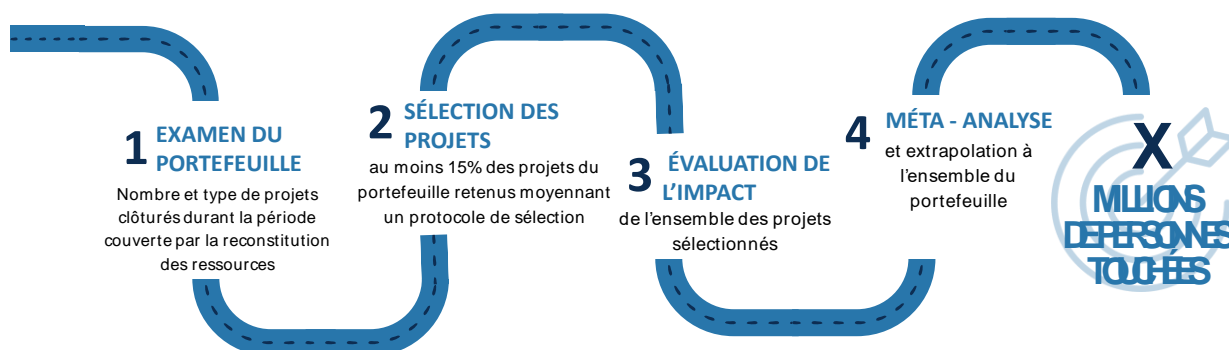 1 EXAMEN DU
PORTEFEUILLE
Nombre et type de projets
clôturés durant la période
couverte par la reconstitution
des ressources
2 SÉLECTION DES
PROJETS
au moins 15% des projets du
portefeuille retenus moyennant
un protocole de sélection
3 ÉVALUATION DE
L'IMPACT
de l'ensemble des projets
sélectionnés
4 MÉTA - ANALYSE
et extrapolation à
l'ensemble du
portefeuille
X
MILLIONS
DE PERSONNES
TOUCHÉES